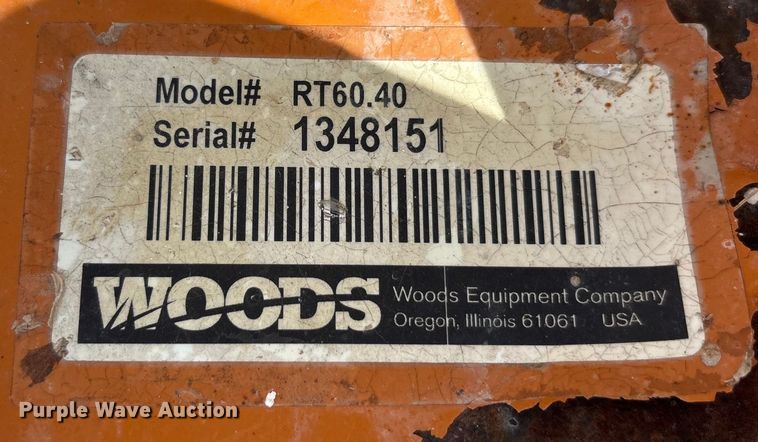 Model# RT60.40
Serial# 1348151
WOODS
Woods Equipment Company
Oregon, Illinois 61061 USA
Purple Wave Auction®